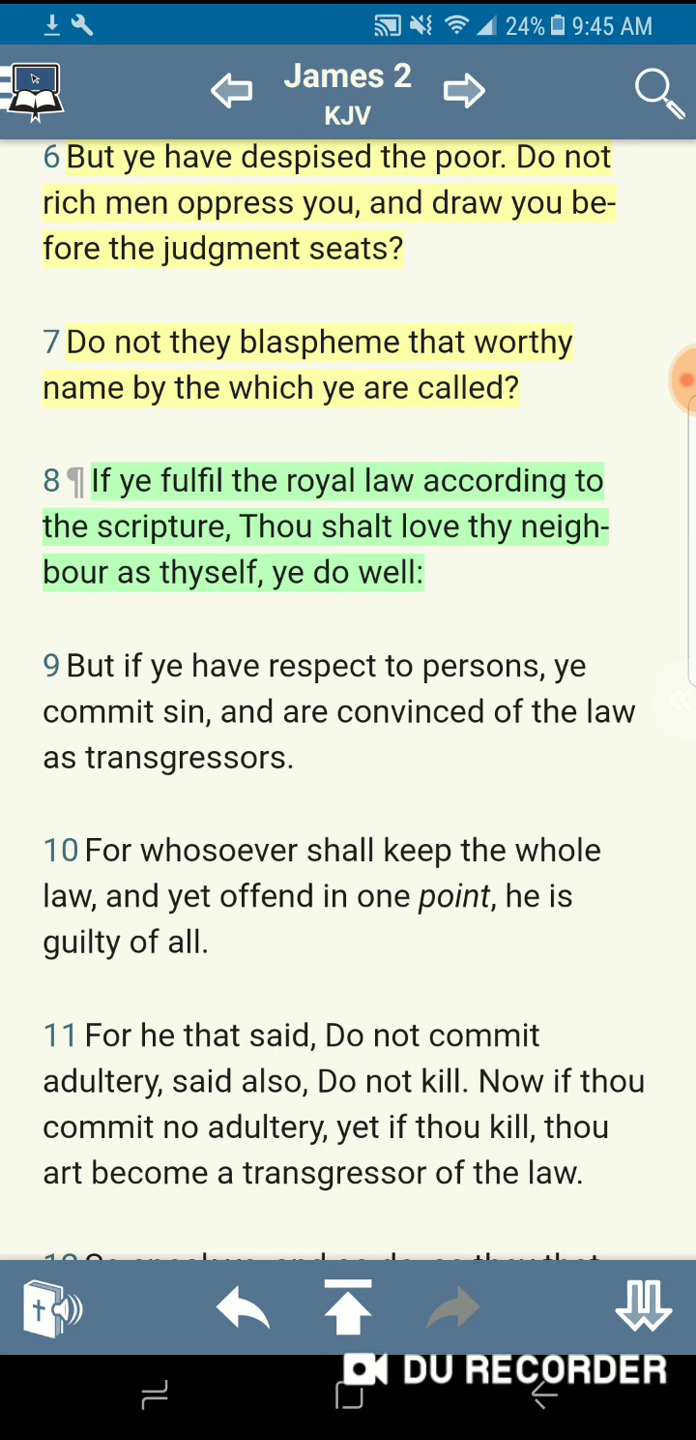 24% 9:45 AM
James 2
KJV
6 But ye have despised the poor. Do not
rich men oppress you, and draw you be-
fore the judgment seats?
7 Do not they blaspheme that worthy
name by the which ye are called?
8 ¶ If ye fulfil the royal law according to
the scripture, Thou shalt love thy neigh-
bour as thyself, ye do well:
9 But if ye have respect to persons, ye
commit sin, and are convinced of the law
as transgressors.
10 For whosoever shall keep the whole
law, and yet offend in one point, he is
guilty of all.
11 For he that said, Do not commit
adultery, said also, Do not kill. Now if thou
commit no adultery, yet if thou kill, thou
art become a transgressor of the law.
DU RECORDER